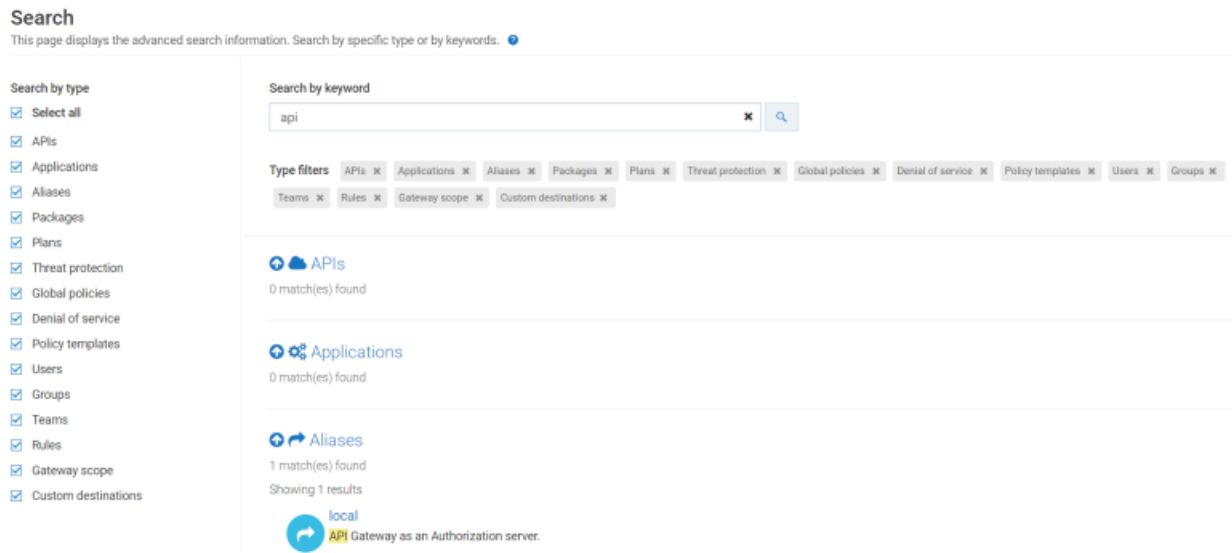 Search
This page displays the advanced search information. Search by specific type or by keywords.
Search by type
Select all
APIs
Applications
Aliases
Packages
Plans
Threat protection
Global policies
Denial of service
Policy templates
Users
Groups
Teams
Rules
Gateway scope
Custom destinations
Search by keyword
api
Type filters APIs Applications Aliases Packages Plans Threat protection Global policies Denial of service Policy templates Users Groups
Teams Rules Gateway scope Custom destinations
APIs
0 match(es) found
Applications
0 match(es) found
Aliases
1 match(es) found
Showing 1 results
local
API Gateway as an Authorization server.